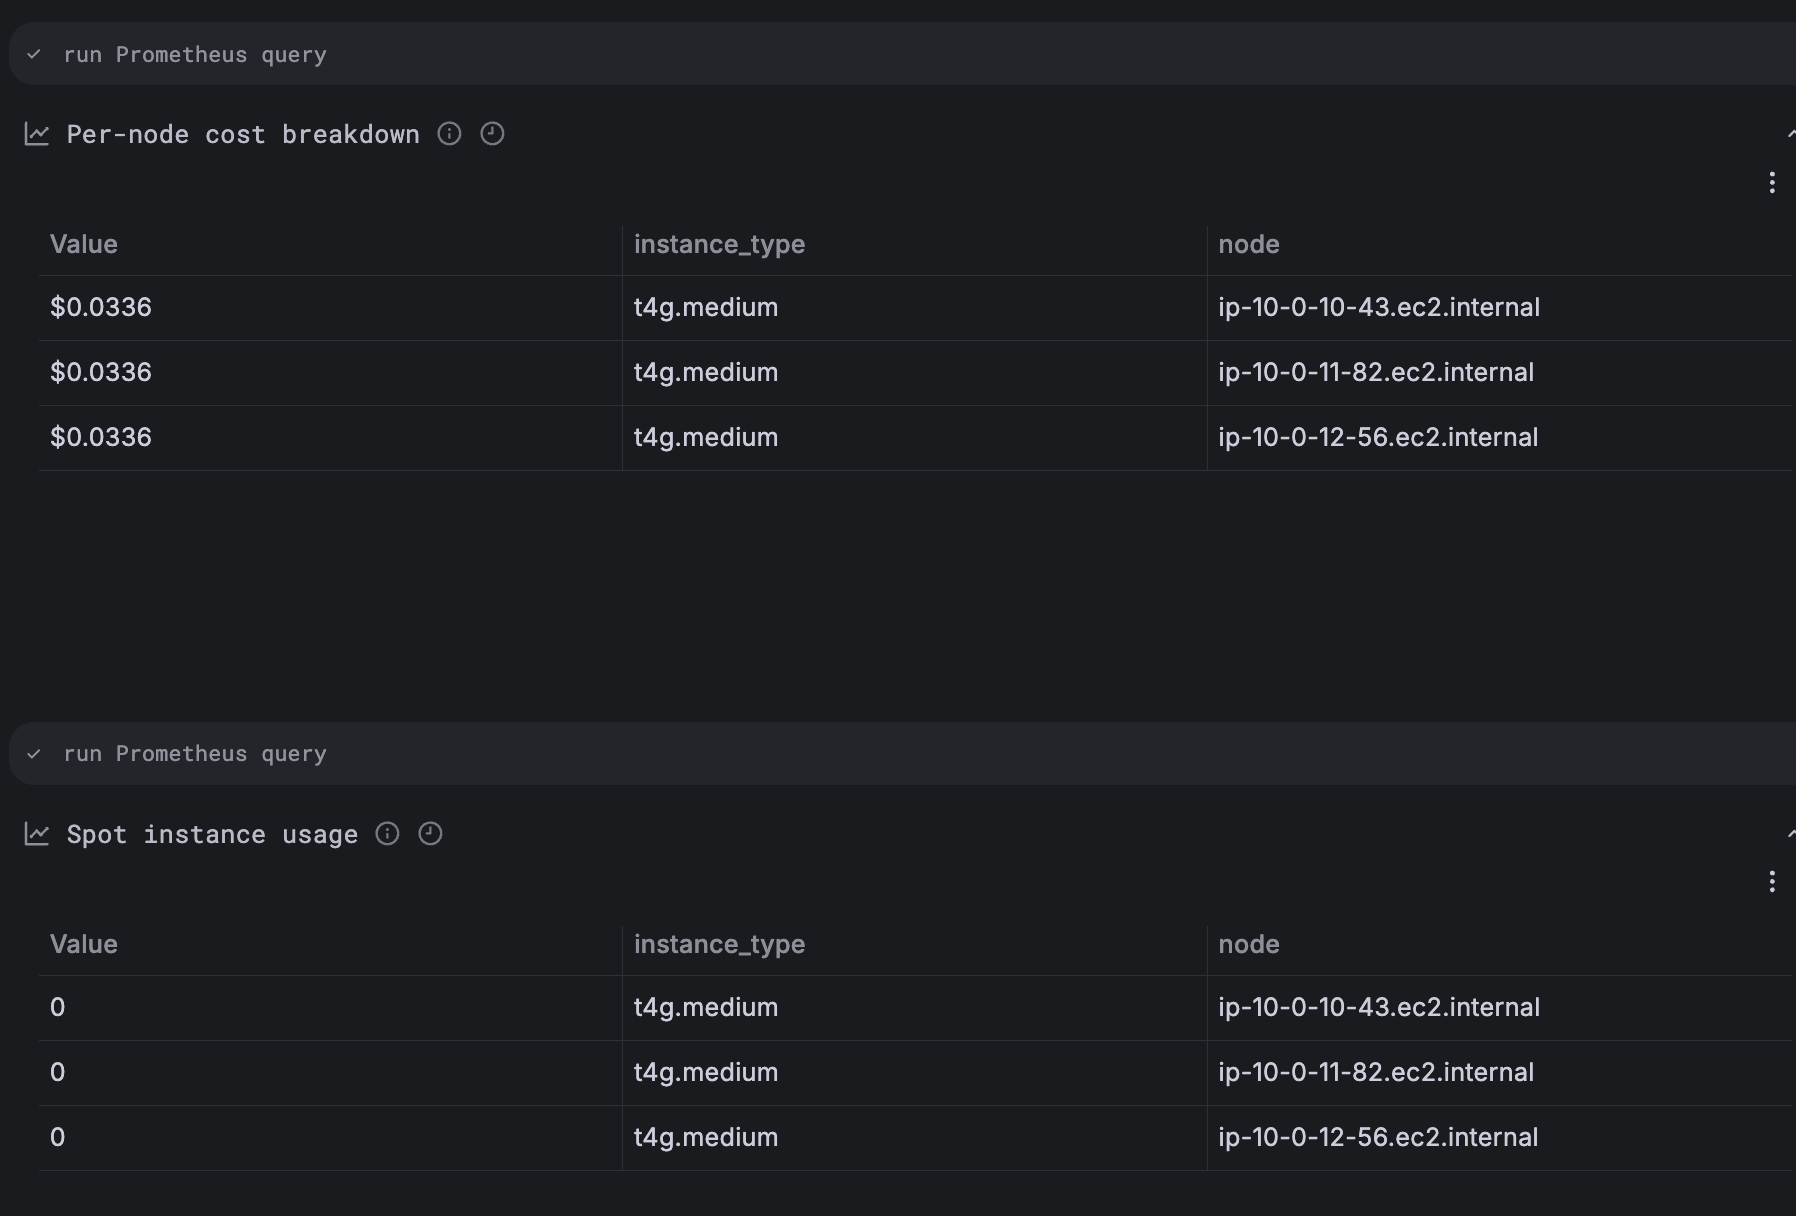 run Prometheus query
Per-node cost breakdown
Value instance_type node
$0.0336 t4g.medium ip-10-0-10-43.ec2.internal
$0.0336 t4g.medium ip-10-0-11-82.ec2.internal
$0.0336 t4g.medium ip-10-0-12-56.ec2.internal
run Prometheus query
Spot instance usage
Value instance_type node
0 t4g.medium ip-10-0-10-43.ec2.internal
0 t4g.medium ip-10-0-11-82.ec2.internal
0 t4g.medium ip-10-0-12-56.ec2.internal